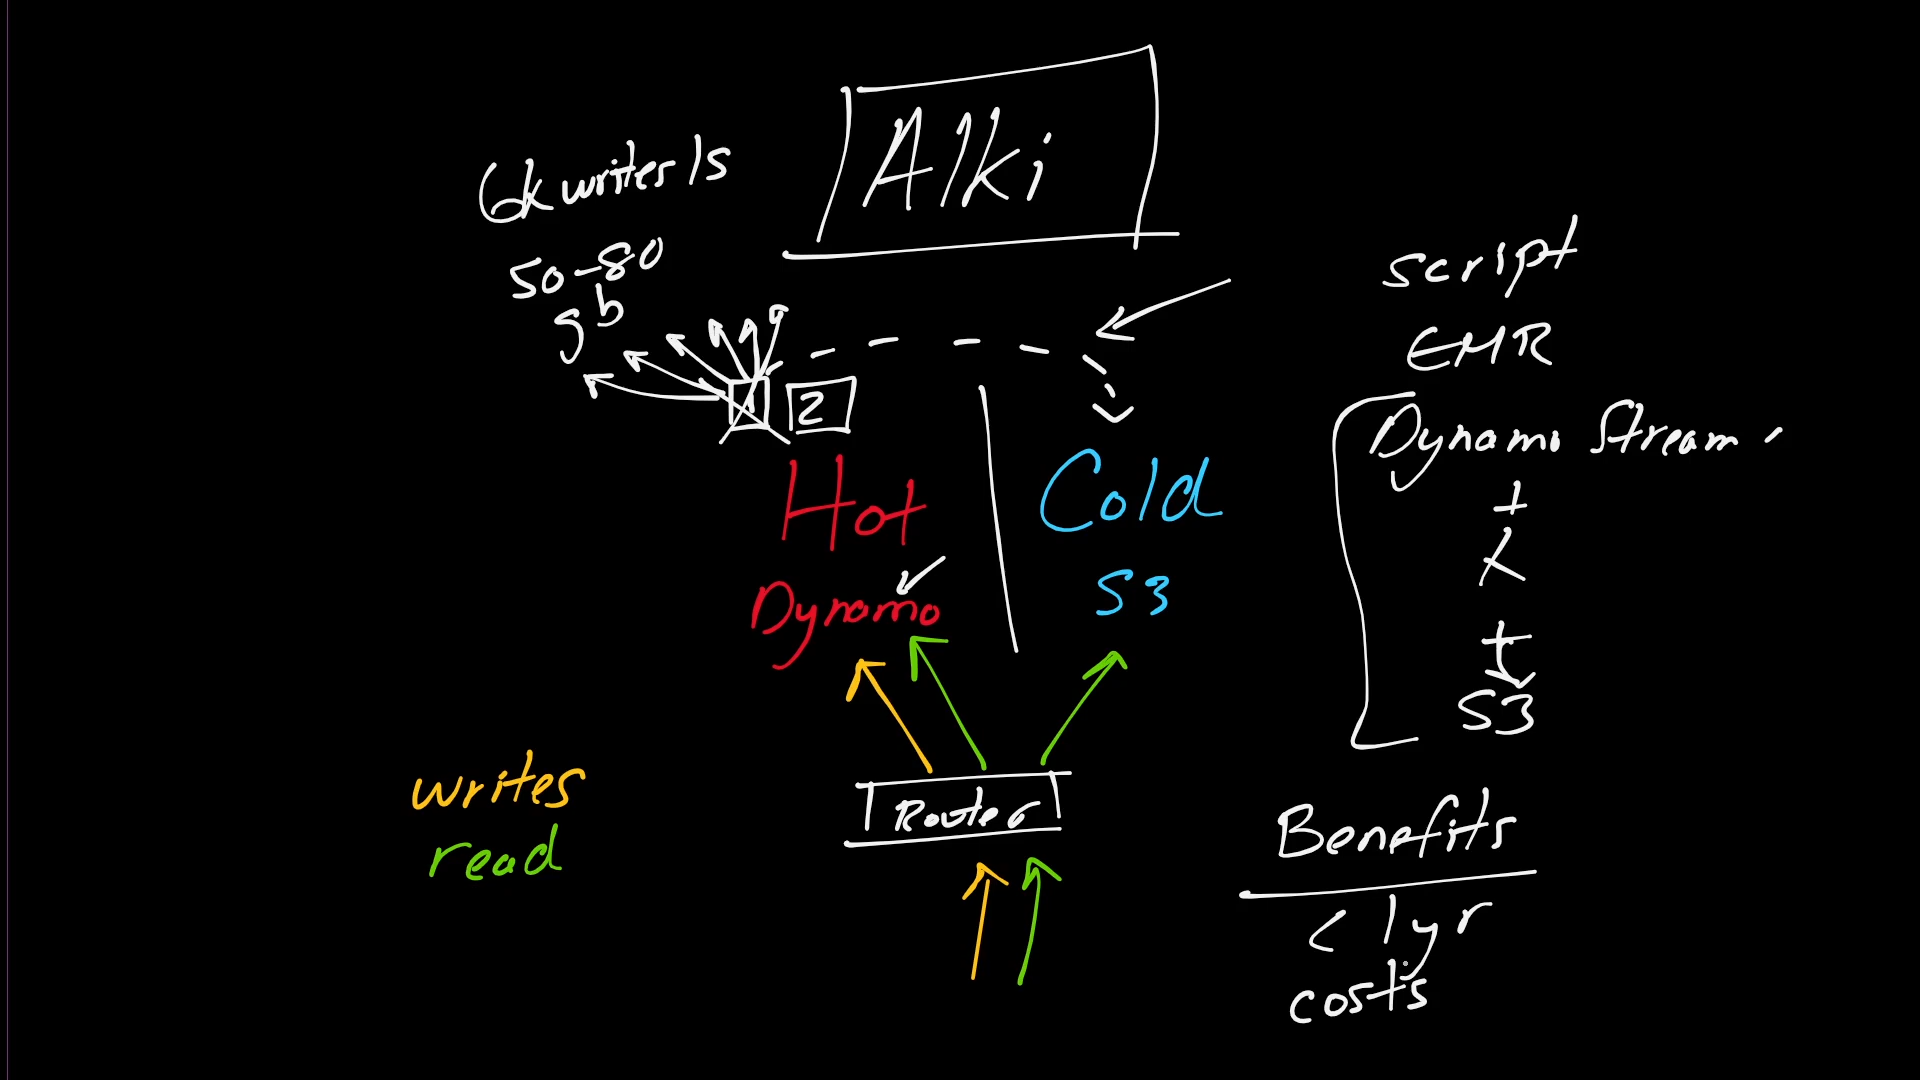 Alki
6k writes/s
50-80
gb
1
2
Hot
Cold
Dynamo
S3
Router
writes
read
script
EMR
Dynamo Stream
+
λ
+
S3
Benefits
< 1yr
costs